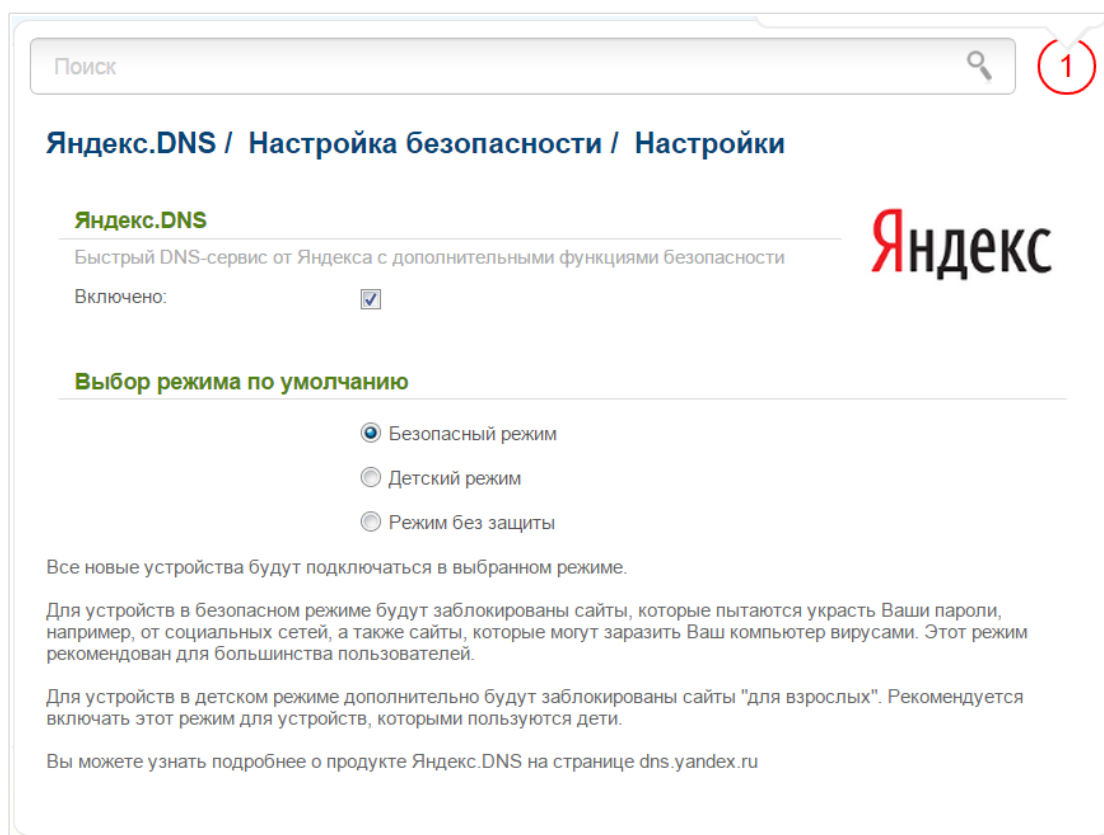 Поиск
1
Яндекс.DNS / Настройка безопасности / Настройки
Яндекс.DNS
Яндекс
Быстрый DNS-сервис от Яндекса с дополнительными функциями безопасности
Включено:
Выбор режима по умолчанию
Безопасный режим
Детский режим
Режим без защиты
Все новые устройства будут подключаться в выбранном режиме.
Для устройств в безопасном режиме будут заблокированы сайты, которые пытаются украсть Ваши пароли,
например, от социальных сетей, а также сайты, которые могут заразить Ваш компьютер вирусами. Этот режим
рекомендован для большинства пользователей.
Для устройств в детском режиме дополнительно будут заблокированы сайты "для взрослых". Рекомендуется
включать этот режим для устройств, которыми пользуются дети.
Вы можете узнать подробнее о продукте Яндекс.DNS на странице dns.yandex.ru